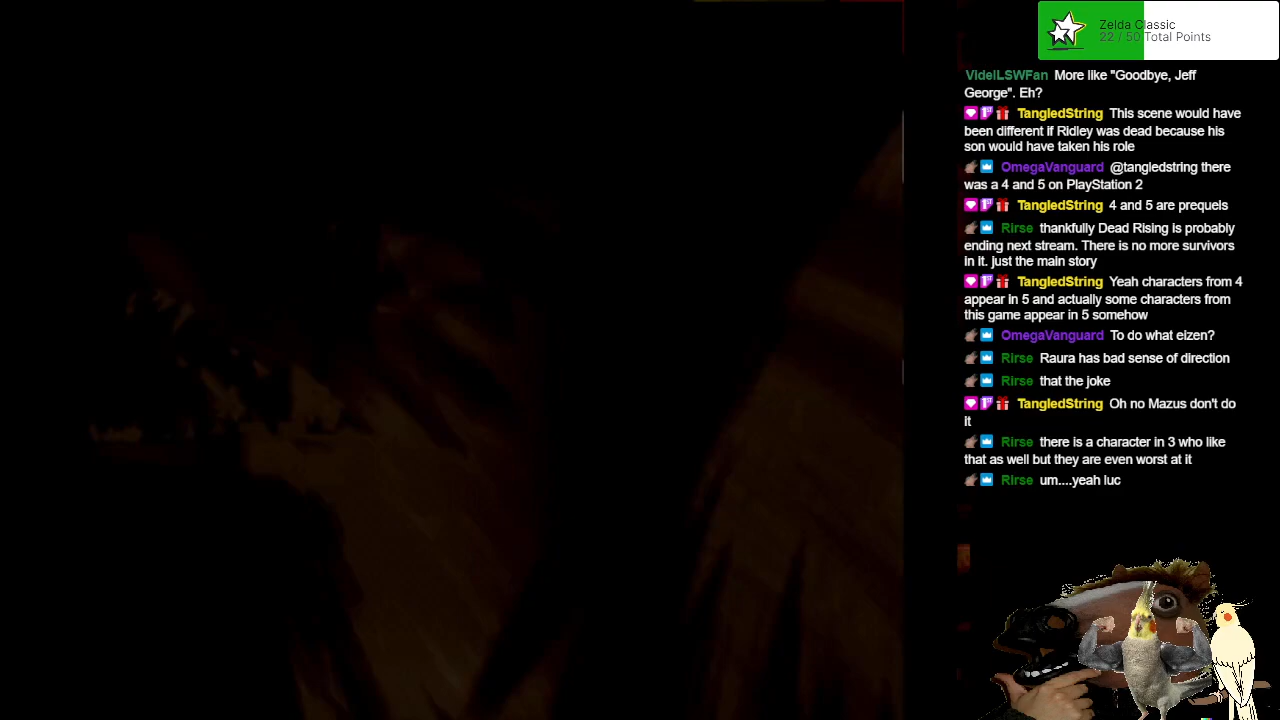 Zelda Classic
22 / 50 Total Points
VidelLSWFan More like "Goodbye, Jeff
George". Eh?
TangledString This scene would have
been different if Ridley was dead because his
son would have taken his role
OmegaVanguard @tangledstring there
was a 4 and 5 on PlayStation 2
TangledString 4 and 5 are prequels
Rirse thankfully Dead Rising is probably
ending next stream. There is no more survivors
in it. just the main story
TangledString Yeah characters from 4
appear in 5 and actually some characters from
this game appear in 5 somehow
OmegaVanguard To do what eizen?
Rirse Raura has bad sense of direction
Rirse that the joke
TangledString Oh no Mazus don't do
it
Rirse there is a character in 3 who like
that as well but they are even worst at it
Rirse um....yeah luc